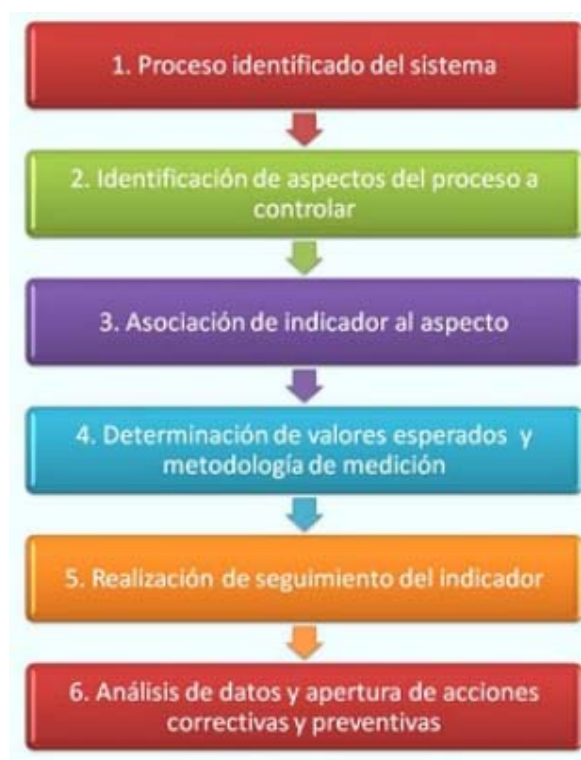 1. Proceso identificado del sistema
2. Identificación de aspectos del proceso a
controlar
3. Asociación de indicador al aspecto
4. Determinación de valores esperados y
metodología de medición
5. Realización de seguimiento del indicador
6. Análisis de datos y apertura de acciones
correctivas y preventivas